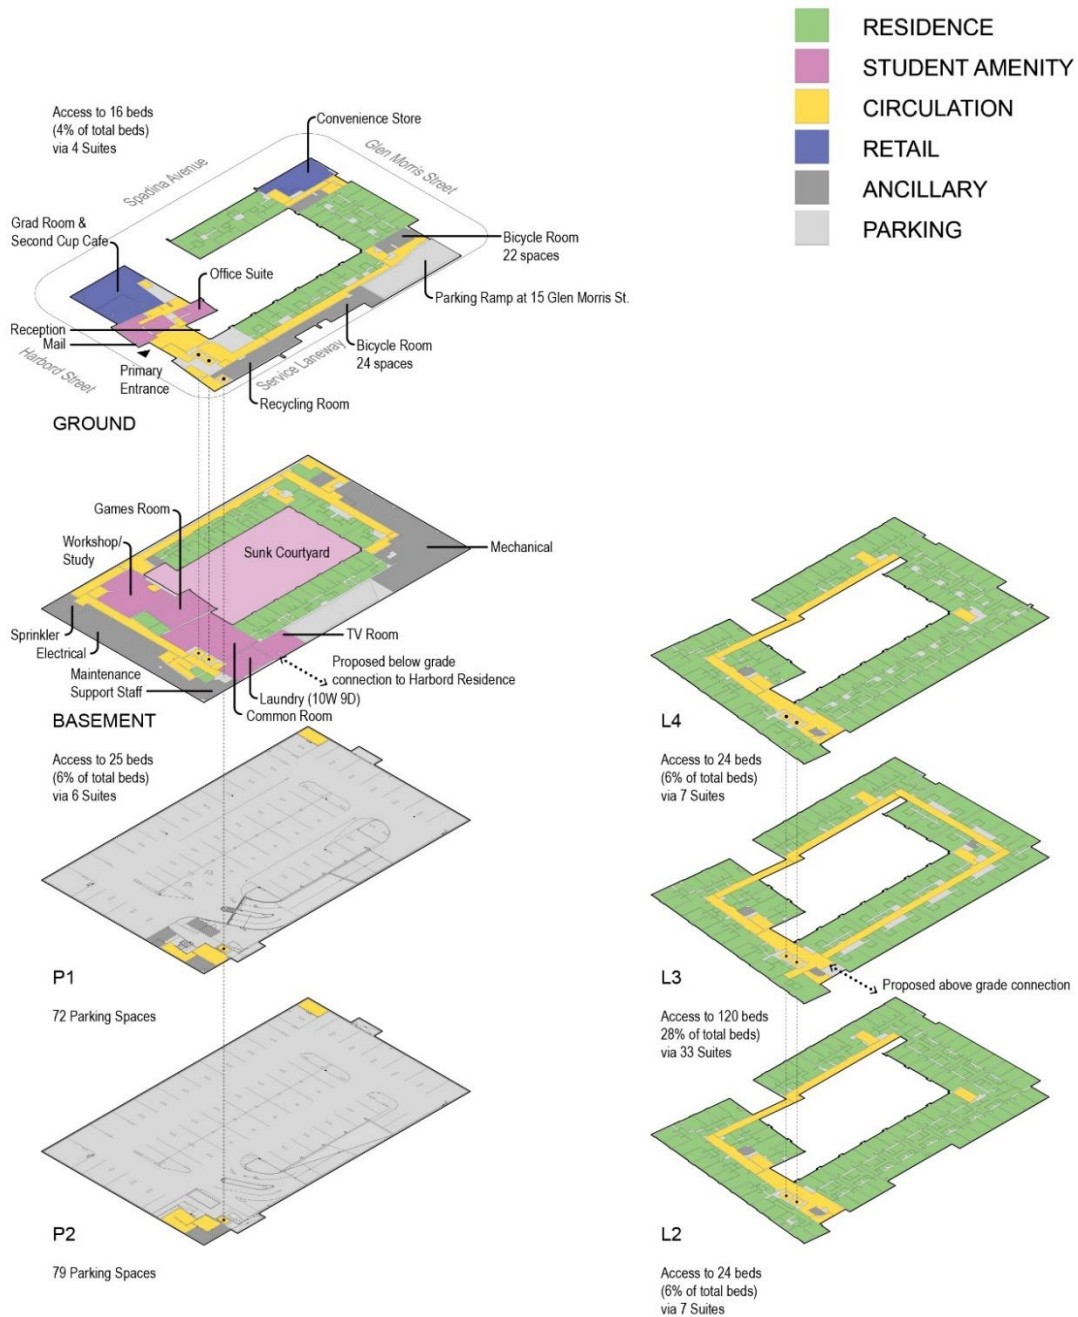 RESIDENCE
STUDENT AMENITY
CIRCULATION
RETAIL
ANCILLARY
PARKING
Access to 16 beds
(4% of total beds)
via 4 Suites
Convenience Store
Spadina Avenue
Glen Morris Street
Grad Room &
Second Cup Cafe
Office Suite
Bicycle Room
22 spaces
Parking Ramp at 15 Glen Morris St.
Reception
Mail
Harbord Street
Primary
Entrance
Service Laneway
Bicycle Room
24 spaces
Recycling Room
GROUND
Games Room
Workshop/
Study
Sunk Courtyard
Mechanical
Sprinkler
Electrical
Maintenance
Support Staff
TV Room
Proposed below grade
connection to Harbord Residence
Laundry (10W 9D)
Common Room
BASEMENT
Access to 25 beds
(6% of total beds)
via 6 Suites
P1
72 Parking Spaces
P2
79 Parking Spaces
L4
Access to 24 beds
(6% of total beds)
via 7 Suites
L3
Proposed above grade connection
Access to 120 beds
28% of total beds)
via 33 Suites
L2
Access to 24 beds
(6% of total beds)
via 7 Suites